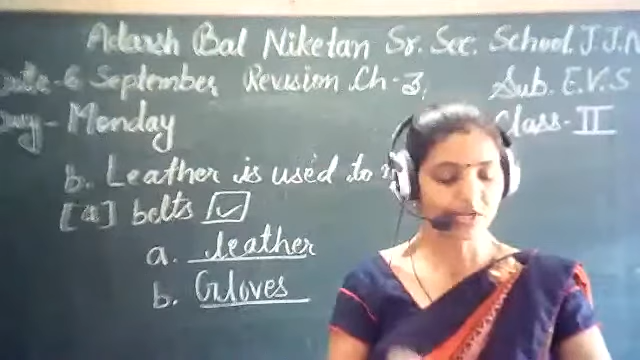 Adarsh Bal Niketan Sr. Sec. School J.J.N
Date-6 September Revision Ch-3, Sub. E.V.S
Day- Monday Class-III
b. Leather is used to
[a] belts
a. leather
b. Gloves